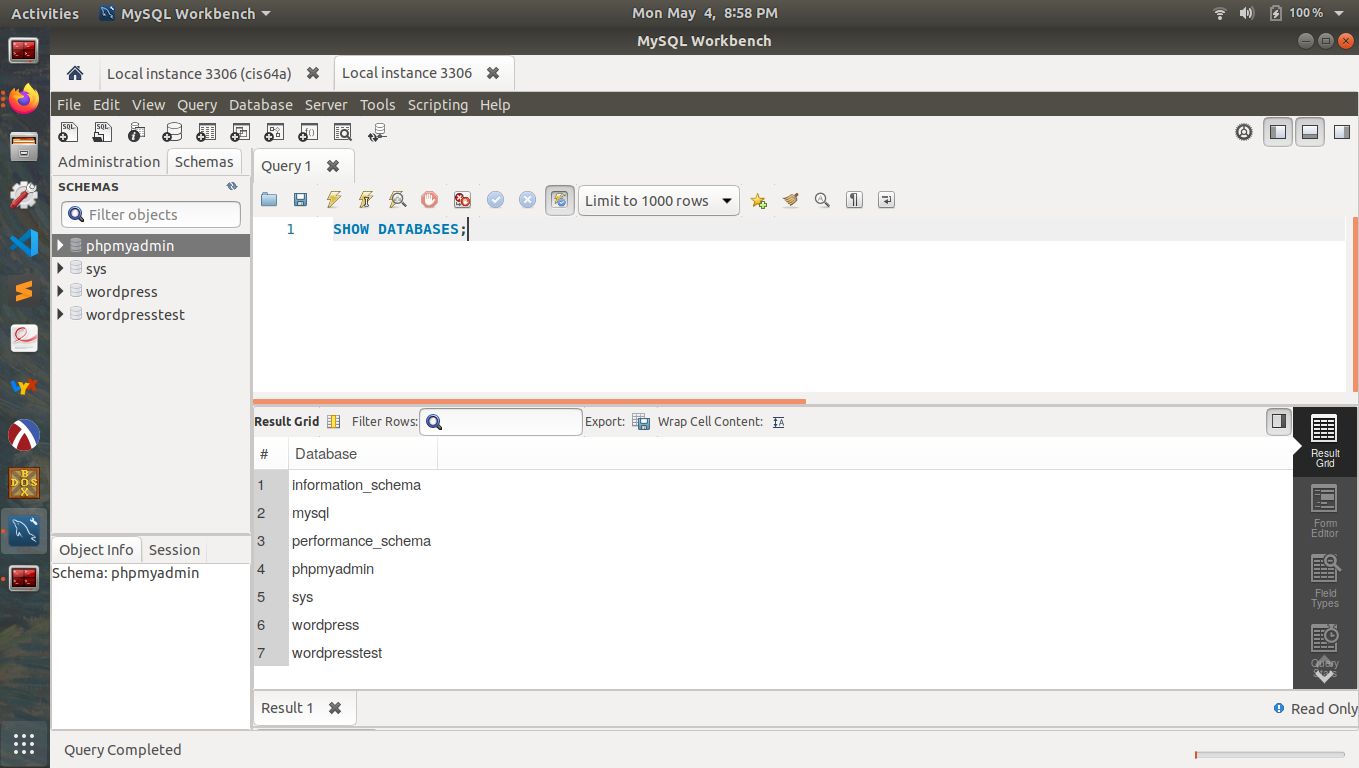 Activities MySQL Workbench Mon May 4, 8:58 PM 100%
MySQL Workbench
Local instance 3306 (cis64a) Local instance 3306
File Edit View Query Database Server Tools Scripting Help
Administration Schemas
SCHEMAS
Filter objects
phpmyadmin
sys
wordpress
wordpresstest
Object Info Session
Schema: phpmyadmin
Query 1
Limit to 1000 rows
1 SHOW DATABASES;
Result Grid Filter Rows: Export: Wrap Cell Content:
# Database
1 information_schema
2 mysql
3 performance_schema
4 phpmyadmin
5 sys
6 wordpress
7 wordpresstest
Result
Grid
Form
Editor
Field
Types
Query
Stats
Result 1 Read Only
Query Completed